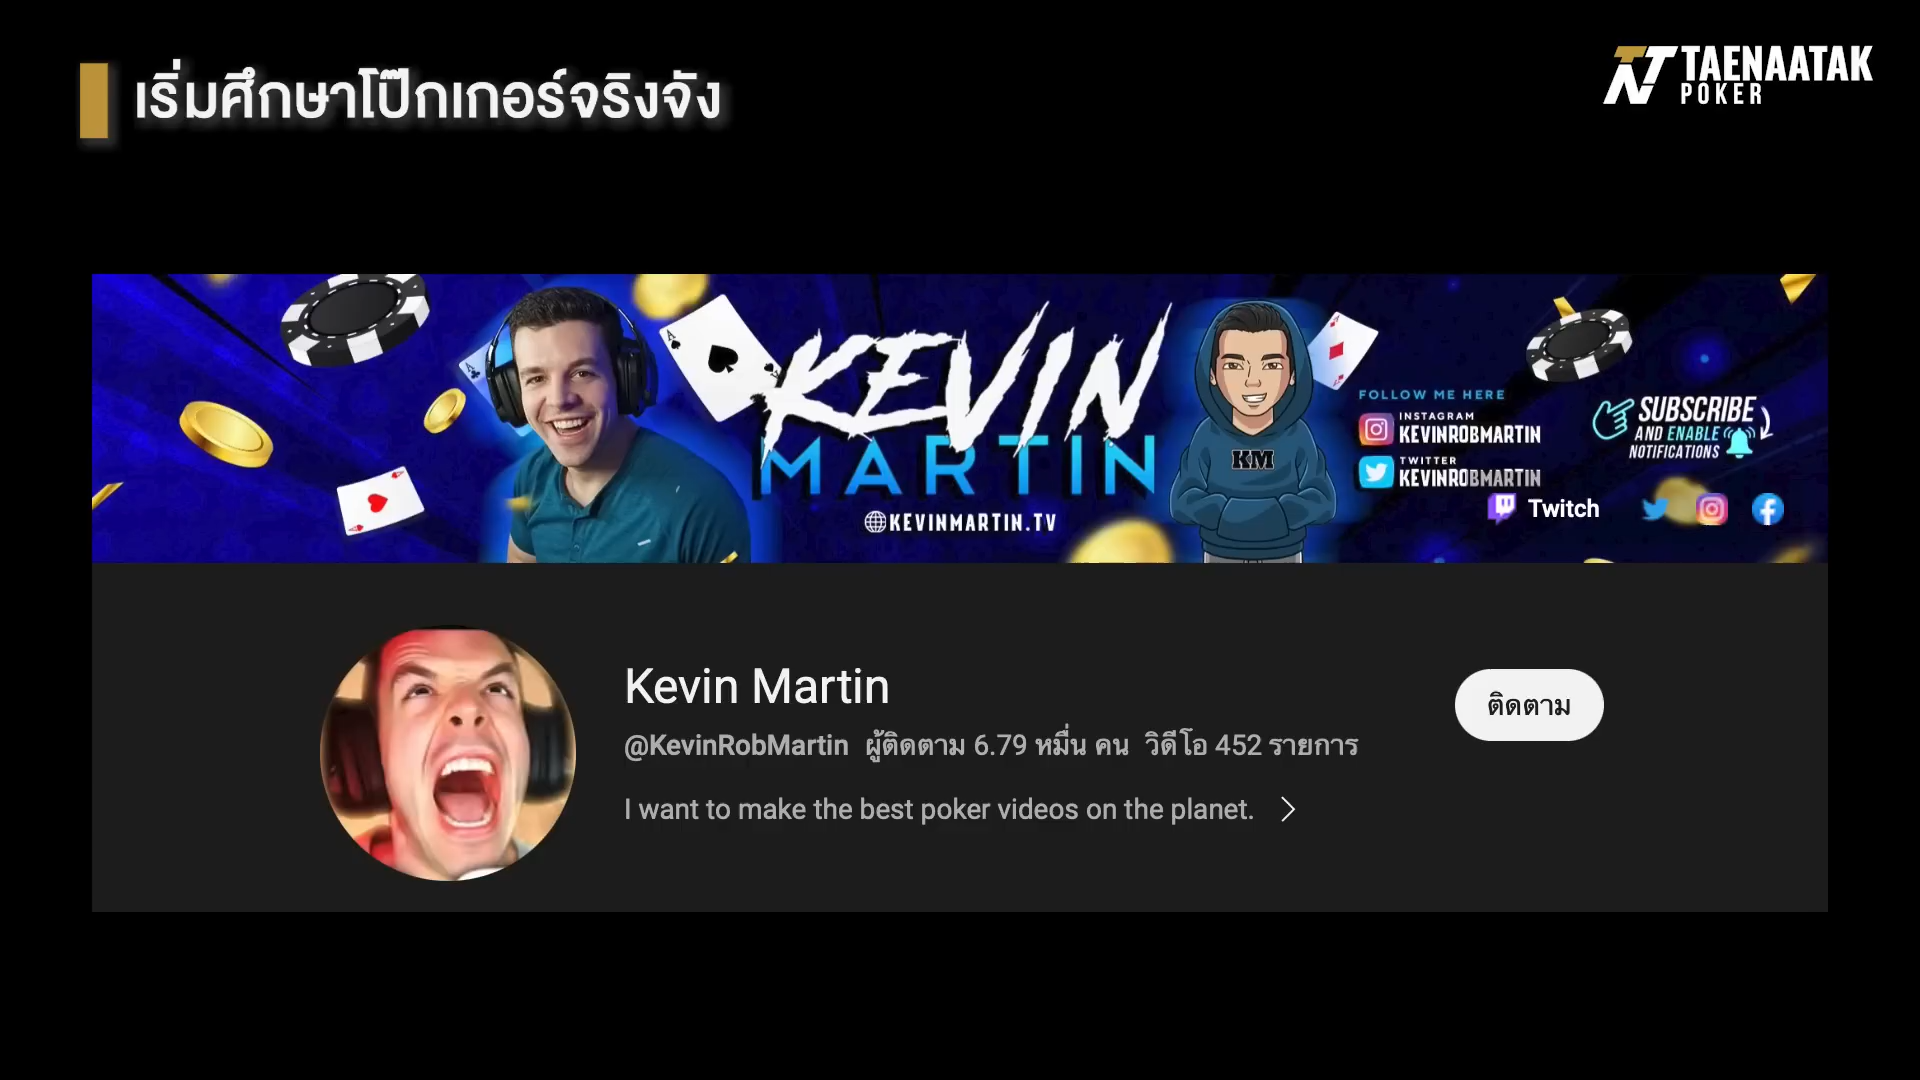 เริ่มศึกษาโป๊กเกอร์จริงจัง
TAENAATAK
POKER
KEVIN
MARTIN
KEVINMARTIN.TV
KM
FOLLOW ME HERE
INSTAGRAM
KEVINROBMARTIN
TWITTER
KEVINROBMARTIN
SUBSCRIBE
AND ENABLE
NOTIFICATIONS
Twitch
Kevin Martin
@KevinRobMartin ผู้ติดตาม 6.79 หมื่น คน วิดีโอ 452 รายการ
I want to make the best poker videos on the planet.
ติดตาม